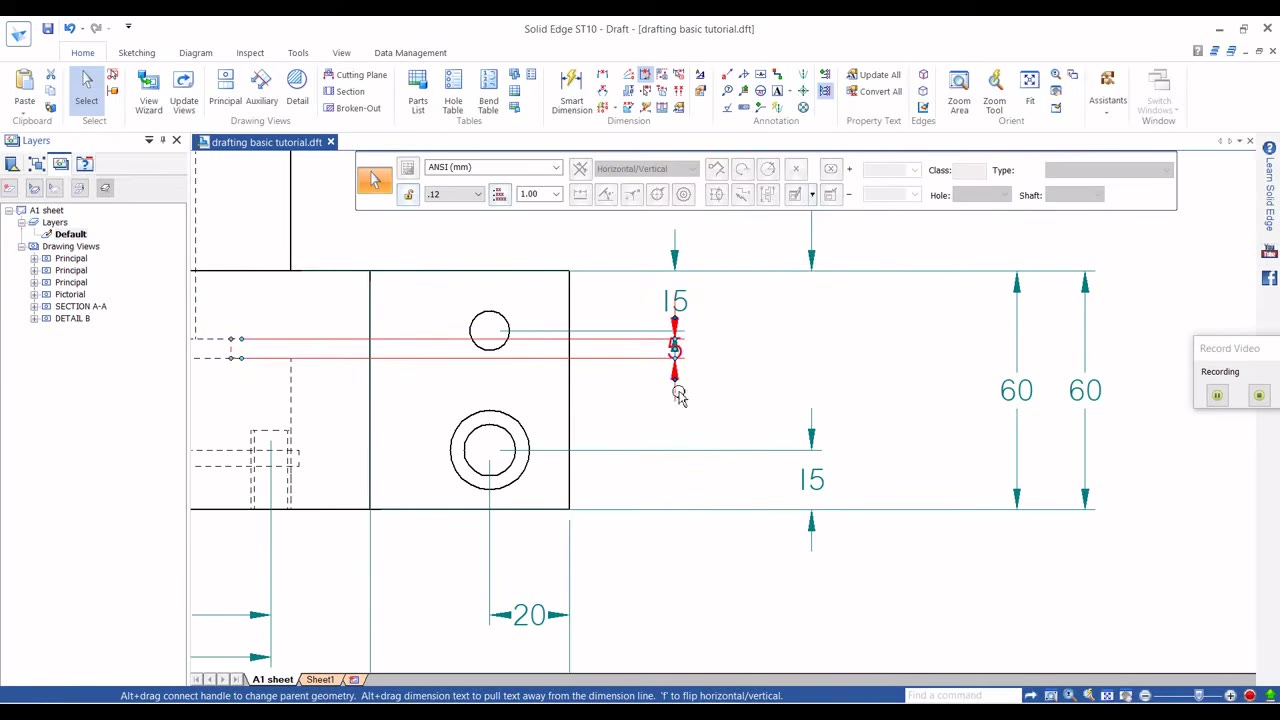 Solid Edge ST10 - Draft - [drafting basic tutorial.dft]
Home Sketching Diagram Inspect Tools View Data Management
Paste
Clipboard
Select
Select
View Wizard
Update Views
Principal
Auxiliary
Detail
Cutting Plane
Section
Broken-Out
Drawing Views
Parts List
Hole Table
Bend Table
Tables
Smart Dimension
Dimension
Annotation
Update All
Convert All
Property Text
Edges
Zoom Area
Zoom Tool
Fit
Orient
Assistants
Switch Windows
Window
Layers
drafting basic tutorial.dft
ANSI (mm)
Horizontal/Vertical
Class:
Type:
.12
1.00
Hole:
Shaft:
A1 sheet
Layers
Default
Drawing Views
Principal
Principal
Principal
Pictorial
SECTION A-A
DETAIL B
15
5
60
60
15
20
Learn Solid Edge
You Tube
Record Video
Recording
A1 sheet
Sheet1
Alt+drag connect handle to change parent geometry. Alt+drag dimension text to pull text away from the dimension line. 'f' to flip horizontal/vertical.
Find a command